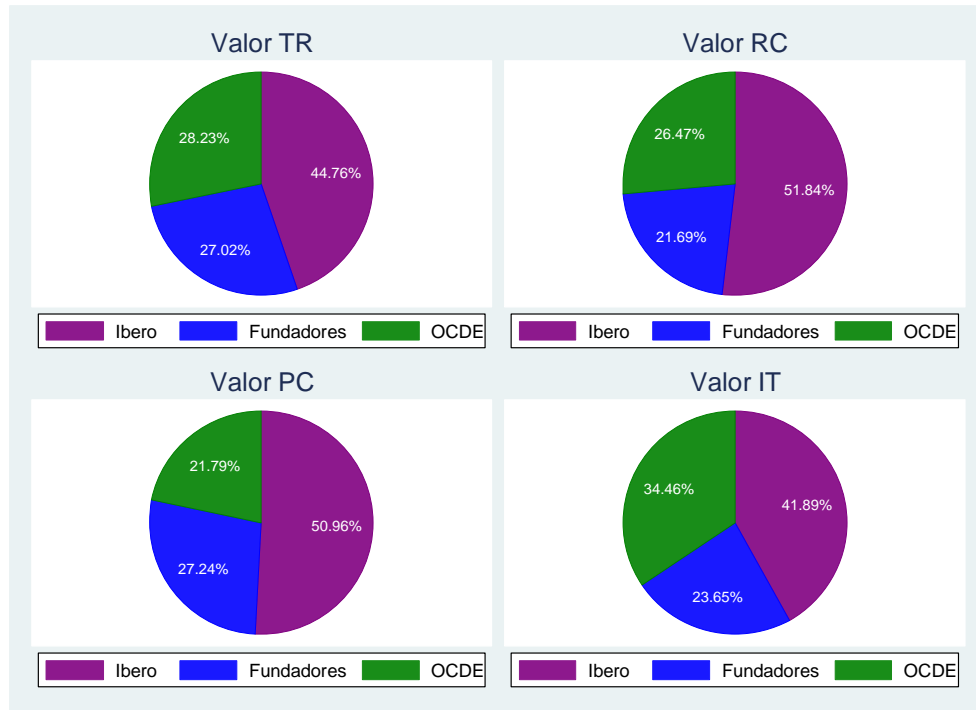 Valor TR
28.23%
44.76%
27.02%
Ibero Fundadores OCDE
Valor RC
26.47%
51.84%
21.69%
Ibero Fundadores OCDE
Valor PC
21.79%
50.96%
27.24%
Ibero Fundadores OCDE
Valor IT
34.46%
41.89%
23.65%
Ibero Fundadores OCDE